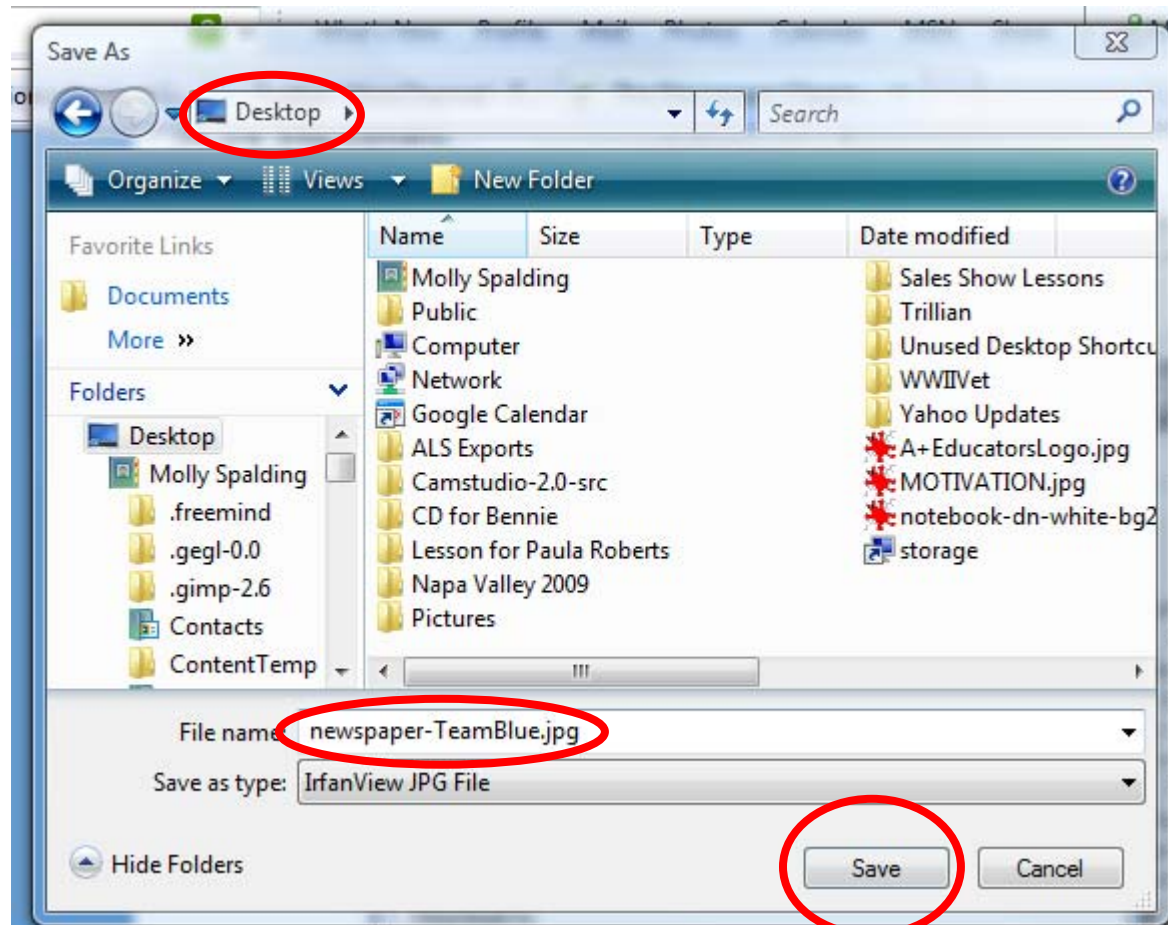 Save As
Desktop
Search
Organize Views New Folder
Favorite Links
Documents
More »
Folders
Desktop
Molly Spalding
.freemind
.gegl-0.0
.gimp-2.6
Contacts
ContentTemp
Name Size Type Date modified
Molly Spalding
Public
Computer
Network
Google Calendar
ALS Exports
Camstudio-2.0-src
CD for Bennie
Lesson for Paula Roberts
Napa Valley 2009
Pictures
Sales Show Lessons
Trillian
Unused Desktop Shortcu
WWIIVet
Yahoo Updates
A+EducatorsLogo.jpg
MOTIVATION.jpg
notebook-dn-white-bg2
storage
File name: newspaper-TeamBlue.jpg
Save as type: IrfanView JPG File
Hide Folders
Save Cancel